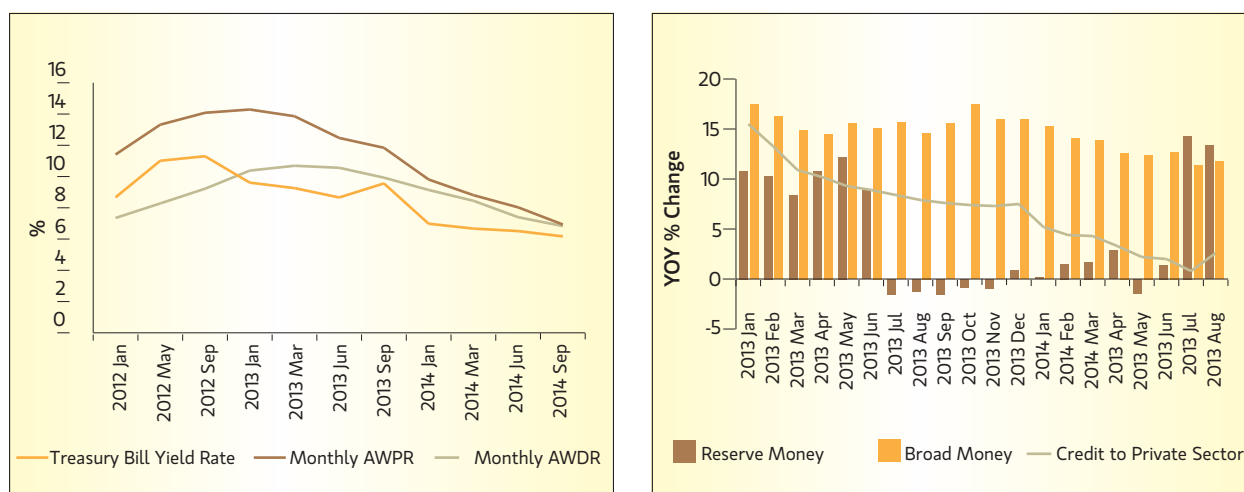 16
14
12
10
8
6
4
2
0
%
2012 Jan
2012 May
2012 Sep
2013 Jan
2013 Mar
2013 Jun
2013 Sep
2014 Jan
2014 Mar
2014 Jun
2014 Sep
Treasury Bill Yield Rate
Monthly AWPR
Monthly AWDR
20
15
10
5
0
-5
YOY % Change
2013 Jan
2013 Feb
2013 Mar
2013 Apr
2013 May
2013 Jun
2013 Jul
2013 Aug
2013 Sep
2013 Oct
2013 Nov
2013 Dec
2014 Jan
2014 Feb
2014 Mar
2013 Apr
2013 May
2013 Jun
2013 Jul
2013 Aug
Reserve Money
Broad Money
Credit to Private Sector